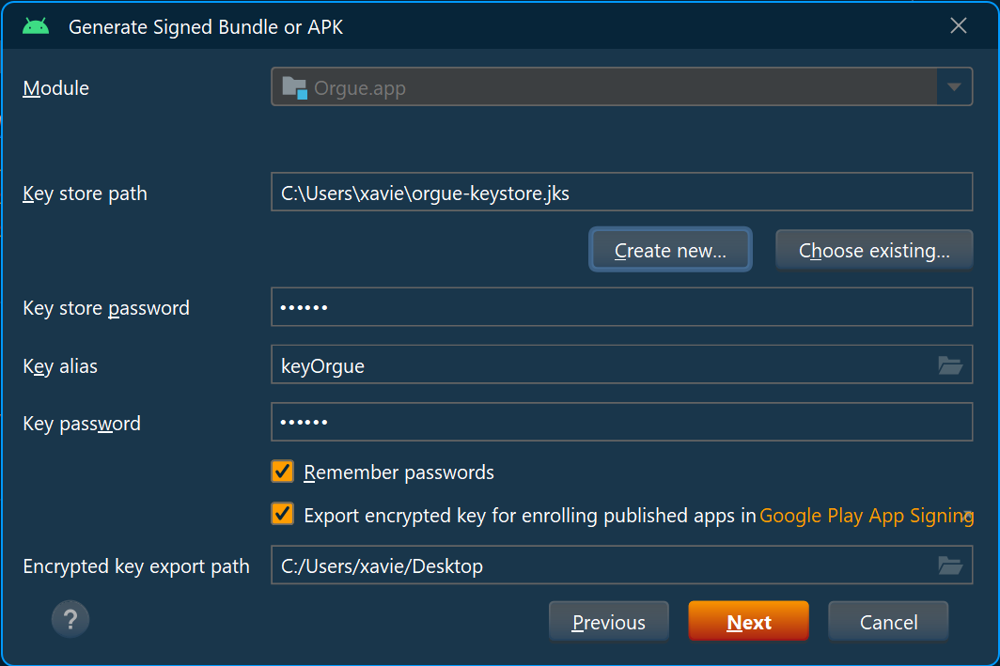 Generate Signed Bundle or APK
Module
Orgue.app
Key store path
C:\Users\xavie\orgue-keystore.jks
Create new...
Choose existing...
Key store password
••••••
Key alias
keyOrgue
Key password
••••••
Remember passwords
Export encrypted key for enrolling published apps in Google Play App Signing
Encrypted key export path
C:/Users/xavie/Desktop
?
Previous
Next
Cancel